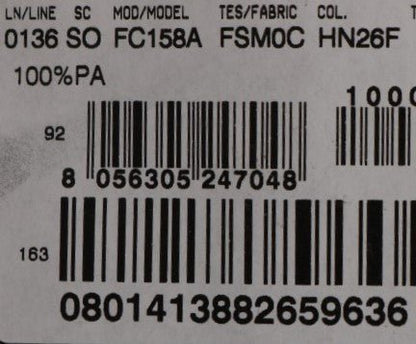 LN/LINE SC MOD/MODEL TES/FABRIC COL.
0136 SO FC158A FSM0C HN26F
100%PA
1000
92
8 056305 247048
163
0801413882659636